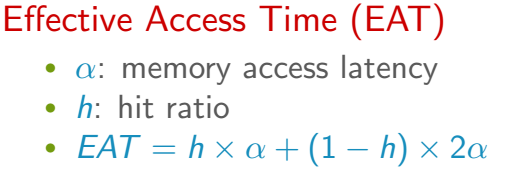 Effective Access Time (EAT)
• α: memory access latency
• h: hit ratio
• EAT = h × α + (1 − h) × 2α